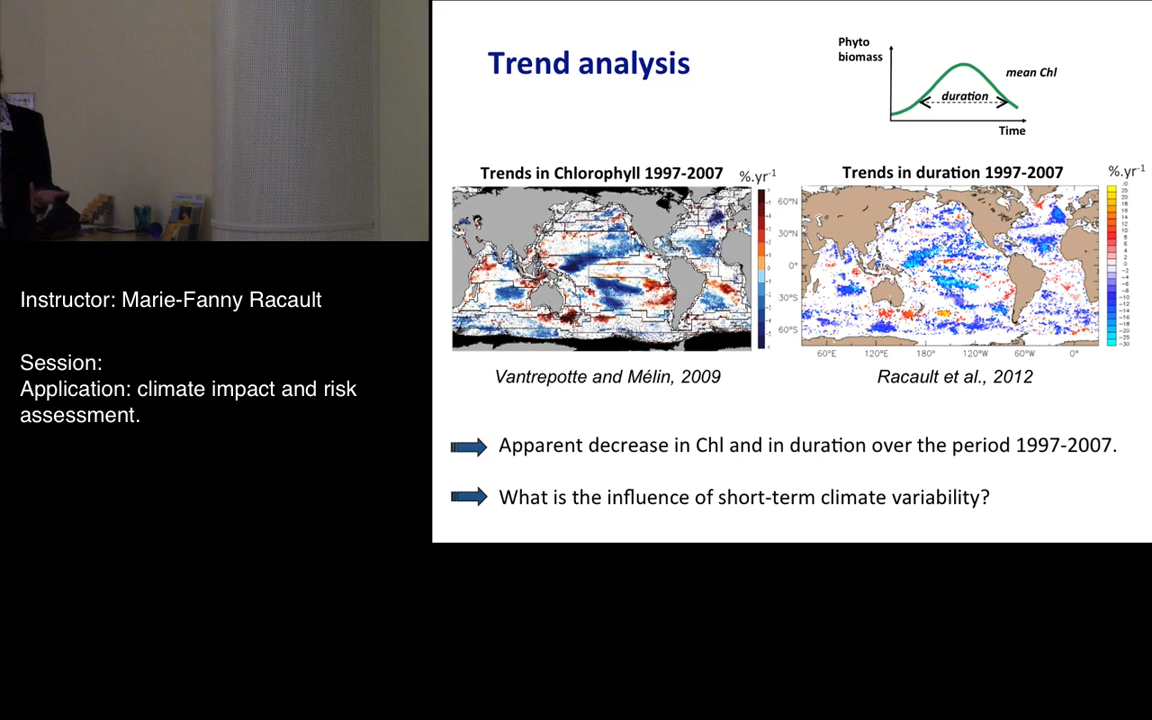 Trend analysis
Phyto
biomass
mean Chl
duration
Time
Trends in Chlorophyll 1997-2007
%.yr-1
Trends in duration 1997-2007
%.yr-1
60°N
30°N
0°
30°S
60°S
60°E
120°E
180°
120°W
60°W
0°
Vantrepotte and Mélin, 2009
Racault et al., 2012
Instructor: Marie-Fanny Racault
Session:
Application: climate impact and risk
assessment.
Apparent decrease in Chl and in duration over the period 1997-2007.
What is the influence of short-term climate variability?